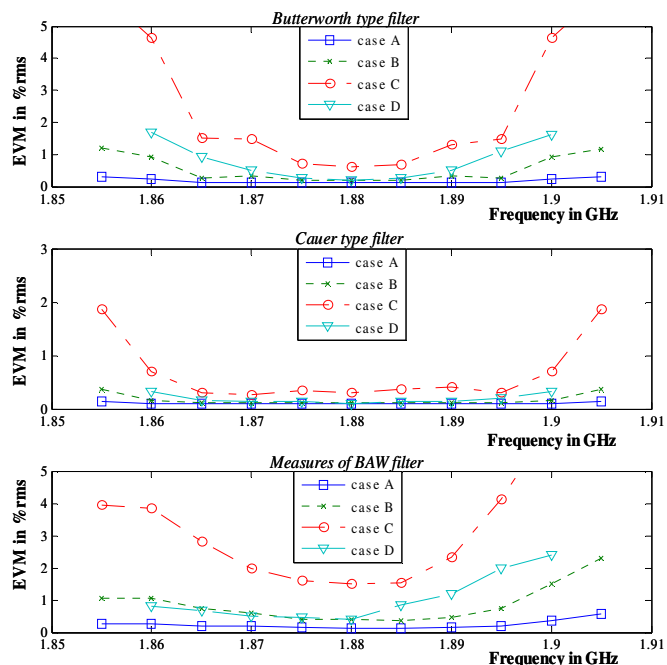 Butterworth type filter
5
4
3
2
1
0
EVM in %rms
case A
case B
case C
case D
1.85 1.86 1.87 1.88 1.89 1.9 1.91
Frequency in GHz
Cauer type filter
3
2
1
0
EVM in %rms
case A
case B
case C
case D
1.85 1.86 1.87 1.88 1.89 1.9 1.91
Frequency in GHz
Measures of BAW filter
5
4
3
2
1
0
EVM in %rms
case A
case B
case C
case D
1.85 1.86 1.87 1.88 1.89 1.9 1.91
Frequency in GHz